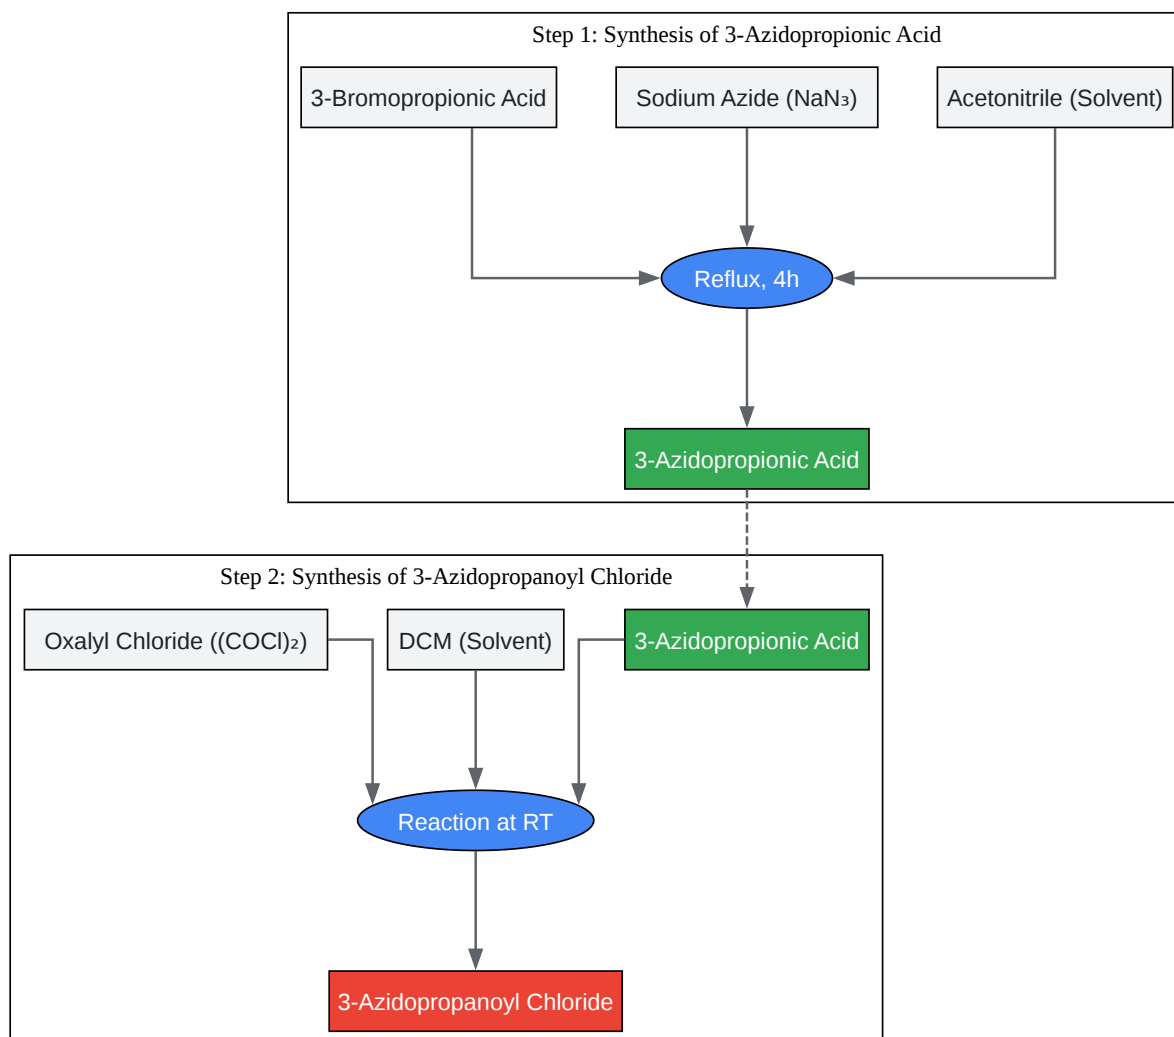 Step 1: Synthesis of 3-Azidopropionic Acid
3-Bromopropionic Acid
Sodium Azide (NaN₃)
Acetonitrile (Solvent)
Reflux, 4h
3-Azidopropionic Acid
Step 2: Synthesis of 3-Azidopropanoyl Chloride
Oxalyl Chloride ((COCl)₂)
DCM (Solvent)
3-Azidopropionic Acid
Reaction at RT
3-Azidopropanoyl Chloride